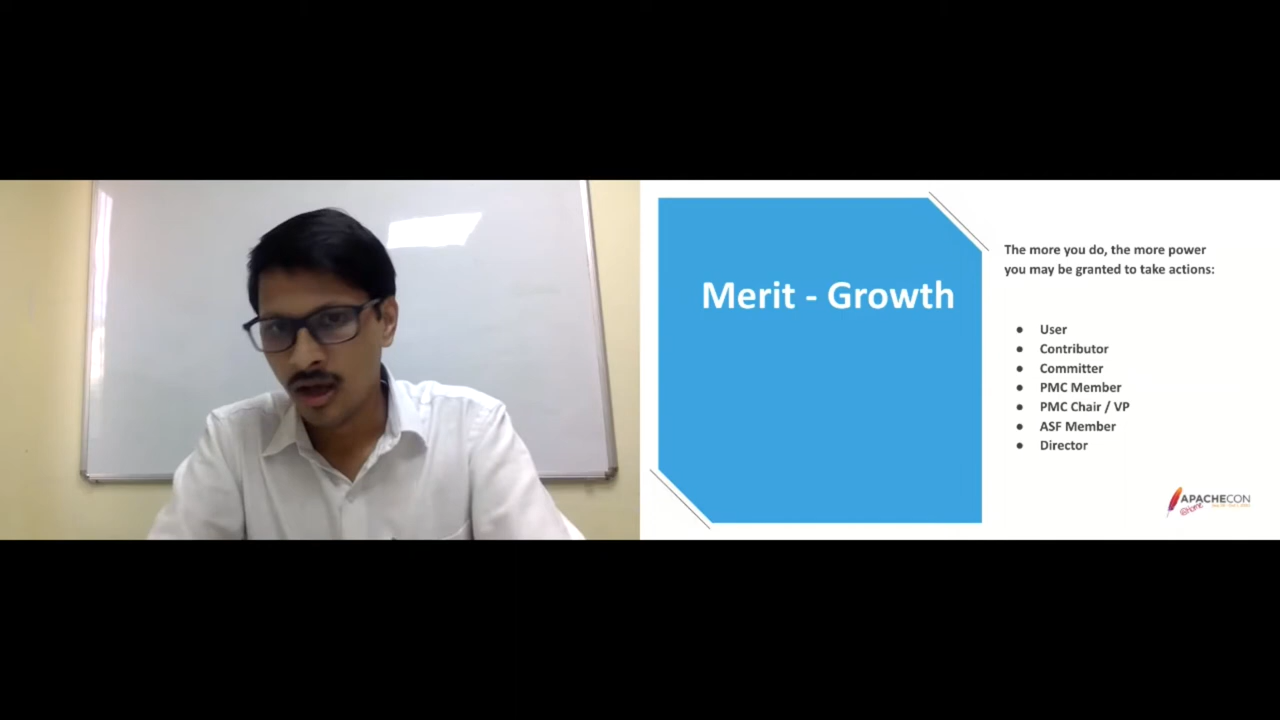 Merit - Growth
The more you do, the more power
you may be granted to take actions:
● User
● Contributor
● Committer
● PMC Member
● PMC Chair / VP
● ASF Member
● Director
APACHECON
@Home